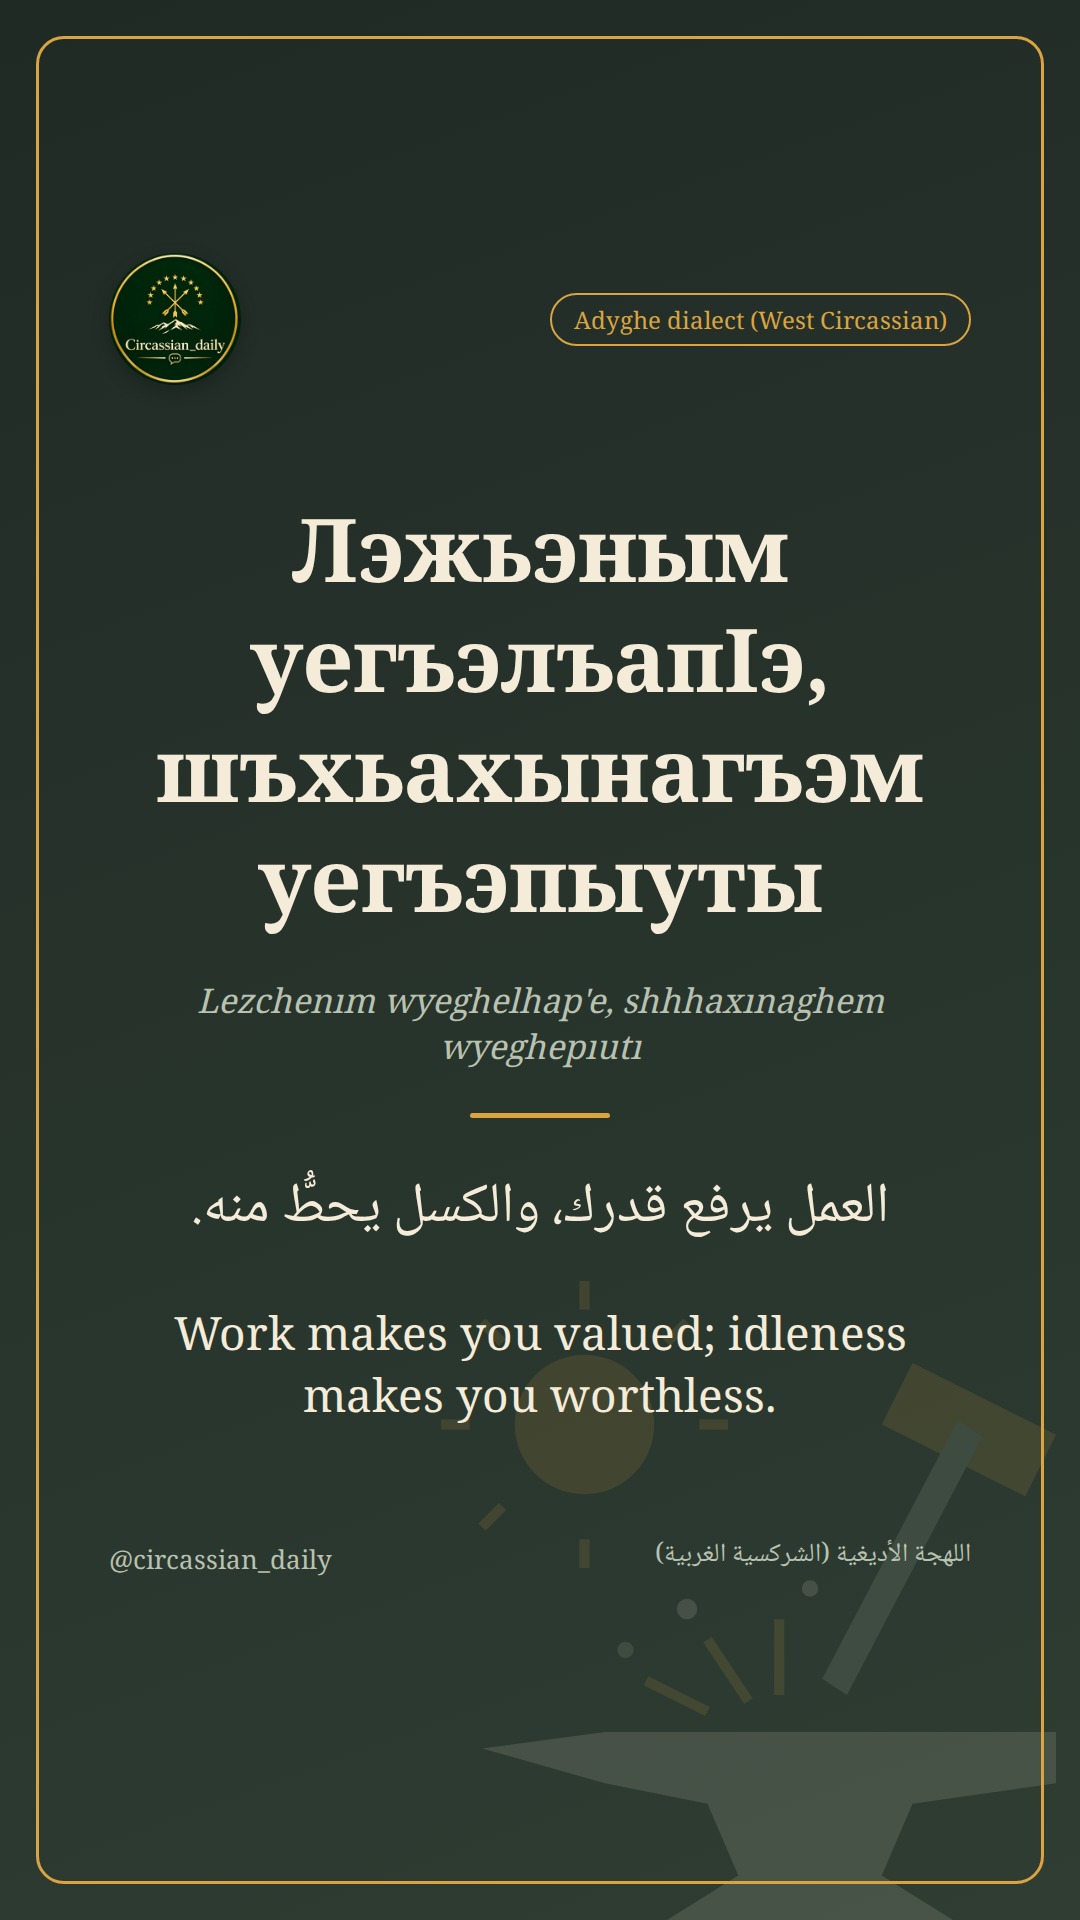 Circassian_daily
Adyghe dialect (West Circassian)
Лэжьэным
уегъэлъапӏэ,
шъхьахынагъэм
уегъэпыуты
Lezchenım wyeghelhap'e, shhhaxınaghem
wyeghepıutı
العمل يرفع قدرك، والكسل يحطُّ منه.
Work makes you valued; idleness
makes you worthless.
@circassian_daily
اللهجة الأديغية (الشركسية الغربية)